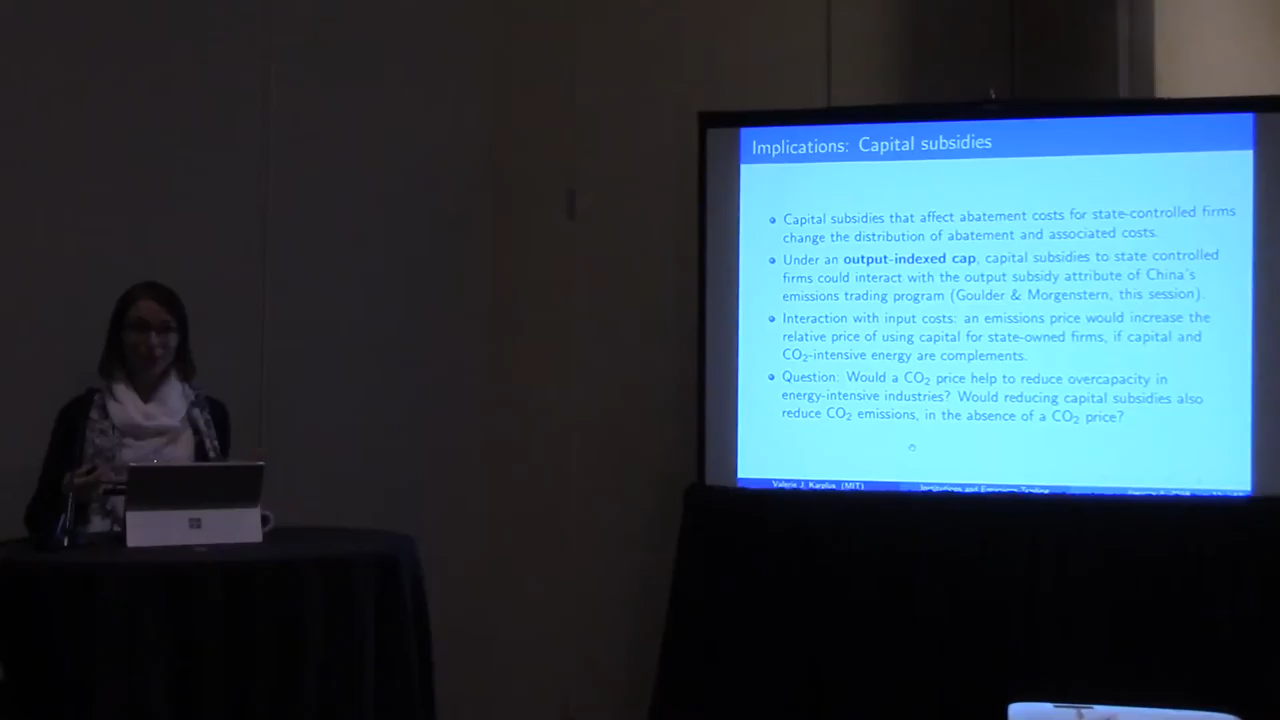 Implications: Capital subsidies
Capital subsidies that affect abatement costs for state-controlled firms
change the distribution of abatement and associated costs.
Under an output-indexed cap, capital subsidies to state controlled
firms could interact with the output subsidy attribute of China's
emissions trading program (Goulder & Morgenstern, this session).
Interaction with input costs: an emissions price would increase the
relative price of using capital for state-owned firms, if capital and
CO₂-intensive energy are complements.
Question: Would a CO₂ price help to reduce overcapacity in
energy-intensive industries? Would reducing capital subsidies also
reduce CO₂ emissions, in the absence of a CO₂ price?
Valerie J. Karplus (MIT)
Institutions and Emissions Trading